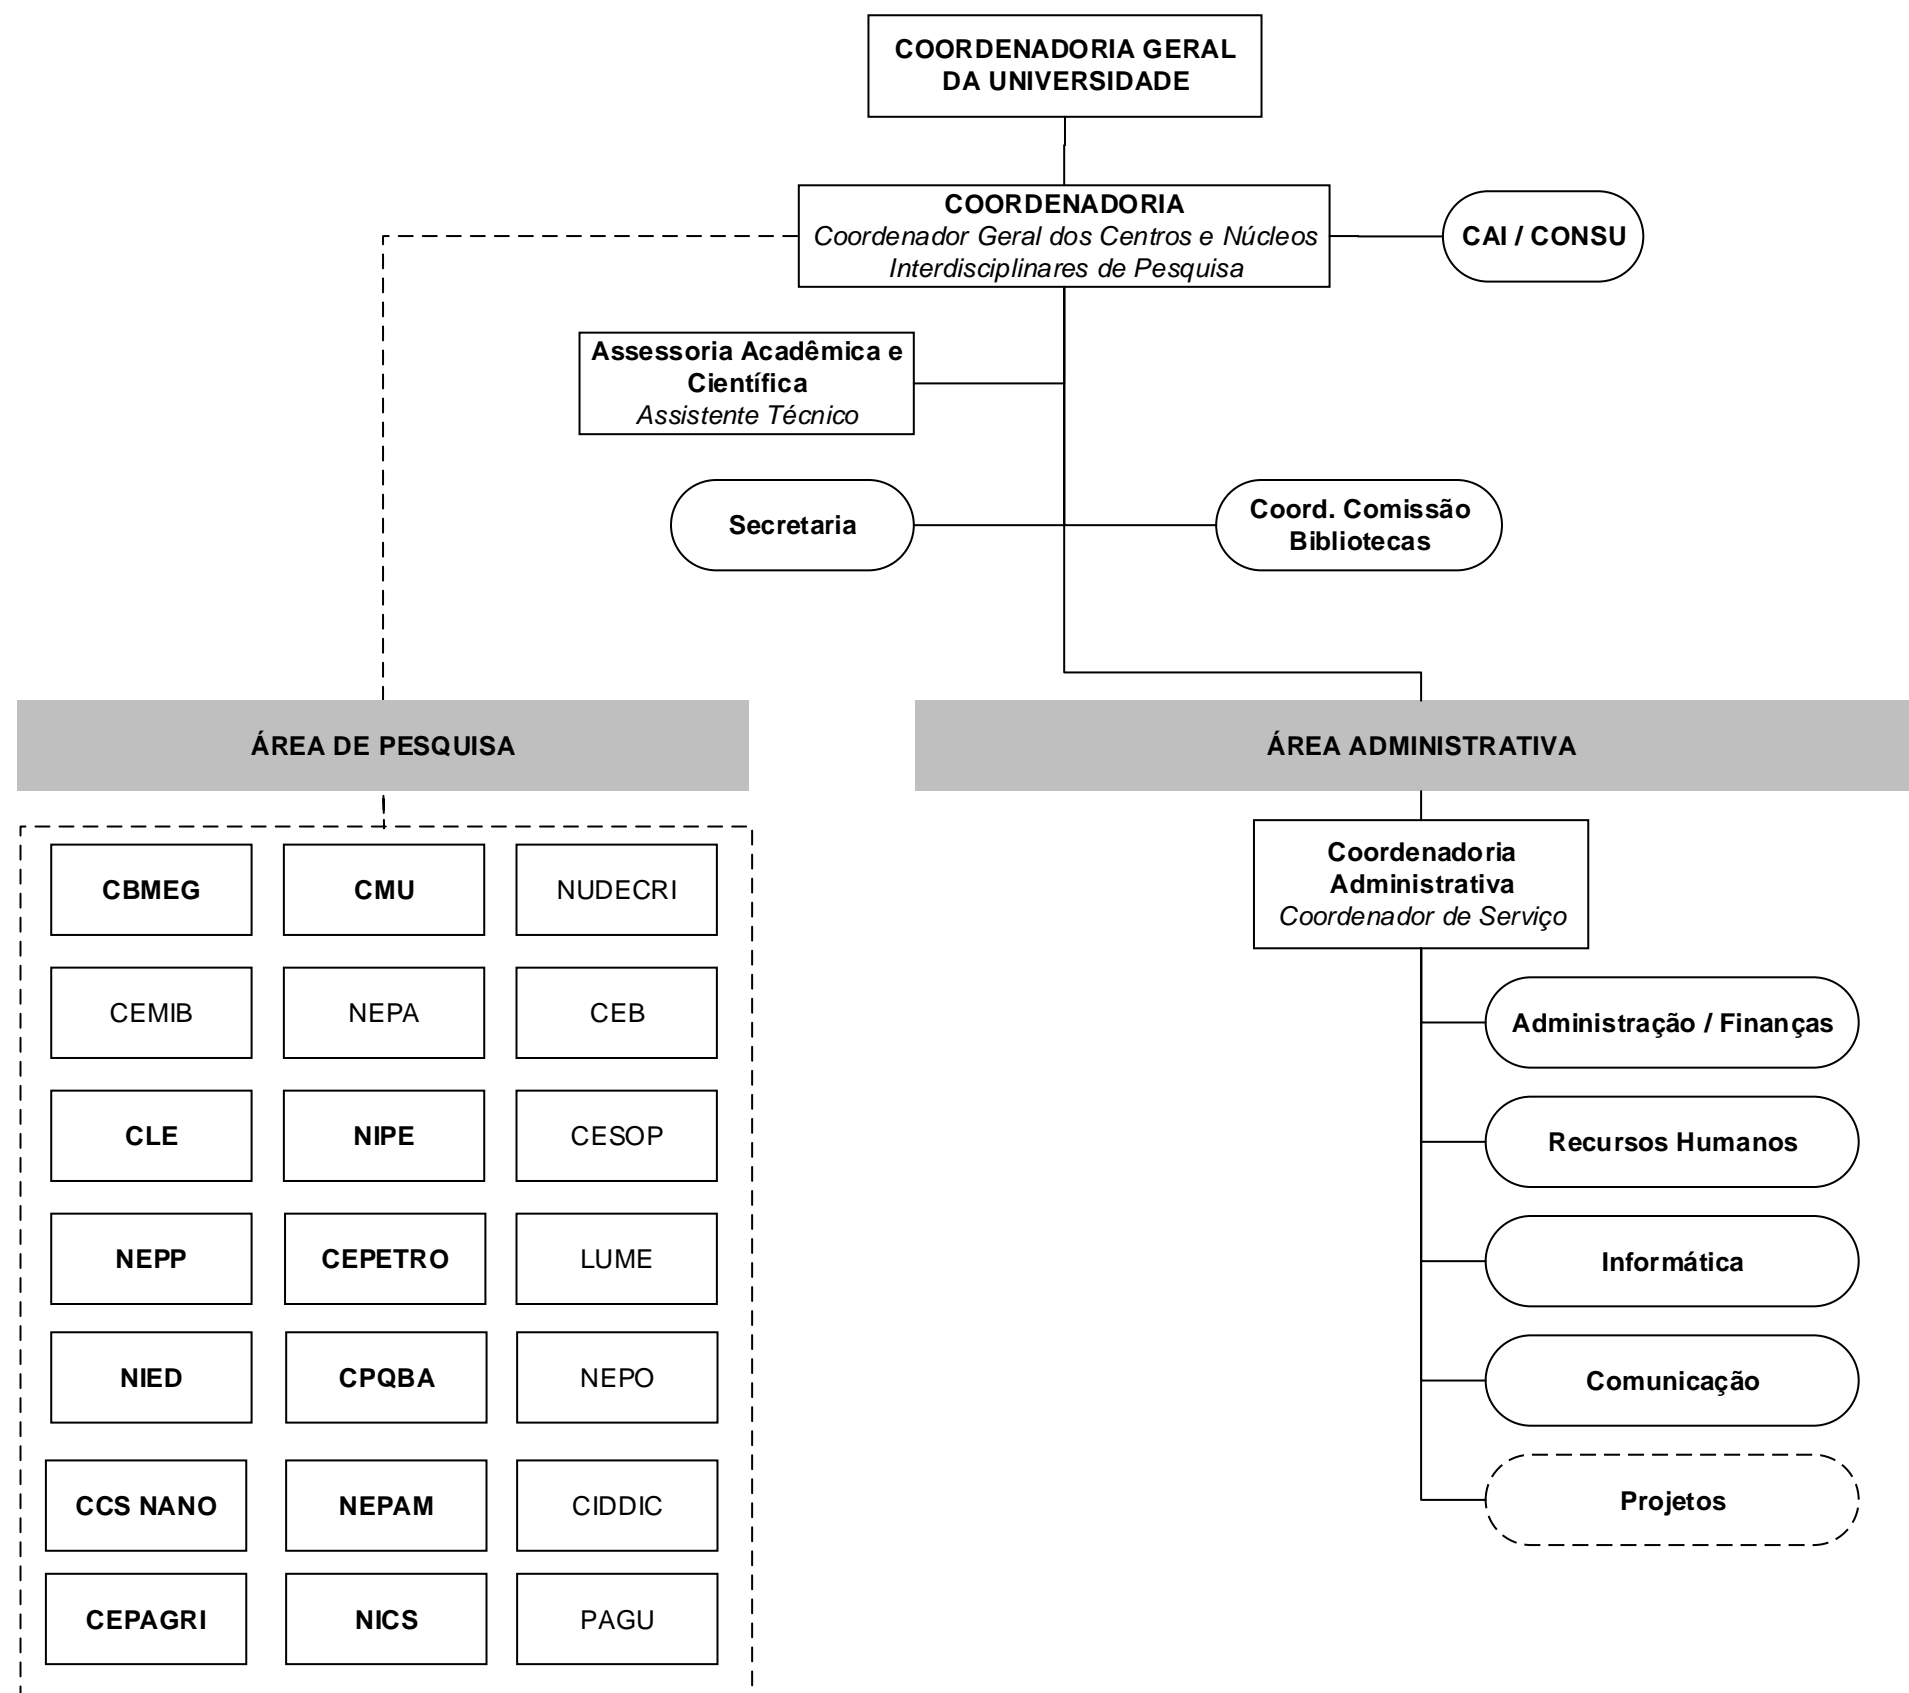 COORDENADORIA GERAL
DA UNIVERSIDADE
COORDENADORIA
Coordenador Geral dos Centros e Núcleos
Interdisciplinares de Pesquisa
CAI / CONSU
Assessoria Acadêmica e
Científica
Assistente Técnico
Secretaria
Coord. Comissão
Bibliotecas
ÁREA DE PESQUISA
ÁREA ADMINISTRATIVA
CBMEG
CMU
NUDECRI
CEMIB
NEPA
CEB
CLE
NIPE
CESOP
NEPP
CEPETRO
LUME
NIED
CPQBA
NEPO
CCS NANO
NEPAM
CIDDIC
CEPAGRI
NICS
PAGU
Coordenadoria
Administrativa
Coordenador de Serviço
Administração / Finanças
Recursos Humanos
Informática
Comunicação
Projetos